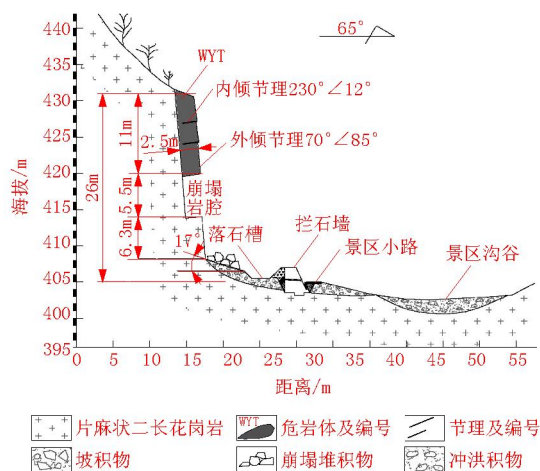 65°
440
430
425
420
415
410
405
400
395
海拔/m
WYT
内倾节理230°∠12°
外倾节理70°∠85°
11m
2.5m
26m
5.5m
6.3m
崩塌
岩腔
17°
落石槽
拦石墙
景区小路
景区沟谷
0 5 10 15 20 25 30 35 40 45 50 55
距离/m
片麻状二长花岗岩 WYT 危岩体及编号 节理及编号
坡积物 崩塌堆积物 冲洪积物